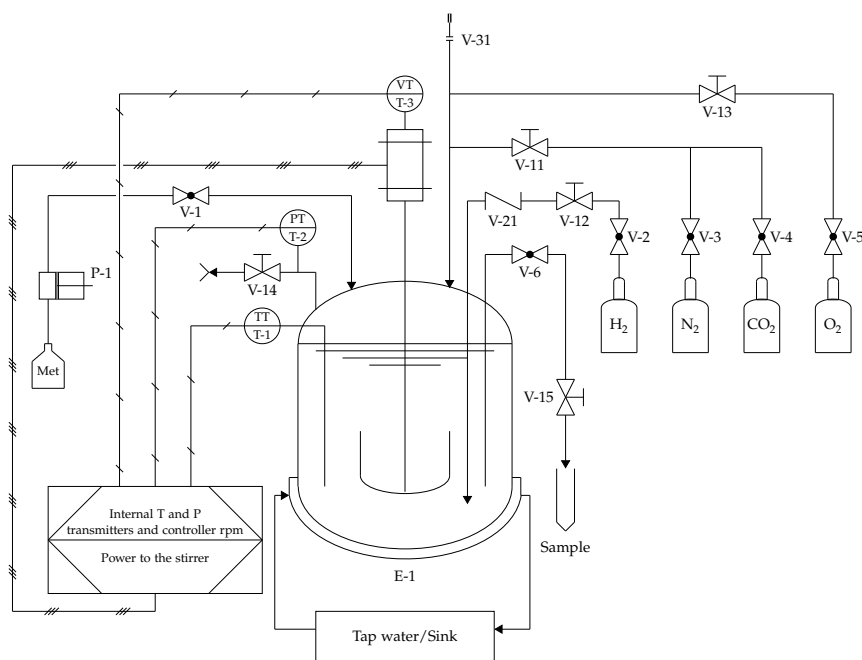 V-31
VT
T-3
V-13
V-11
V-1
V-21
V-12
V-2
V-3
V-4
V-5
PT
T-2
V-6
P-1
V-14
TT
T-1
H₂
N₂
CO₂
O₂
Met
V-15
Internal T and P
transmitters and controller rpm
Power to the stirrer
Sample
E-1
Tap water/Sink